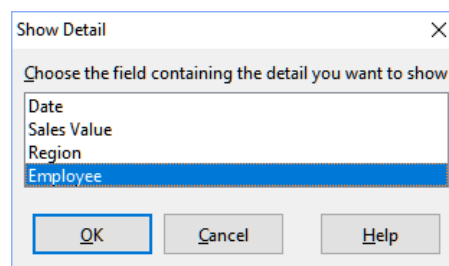 Show Detail
Choose the field containing the detail you want to show
Date
Sales Value
Region
Employee
OK
Cancel
Help